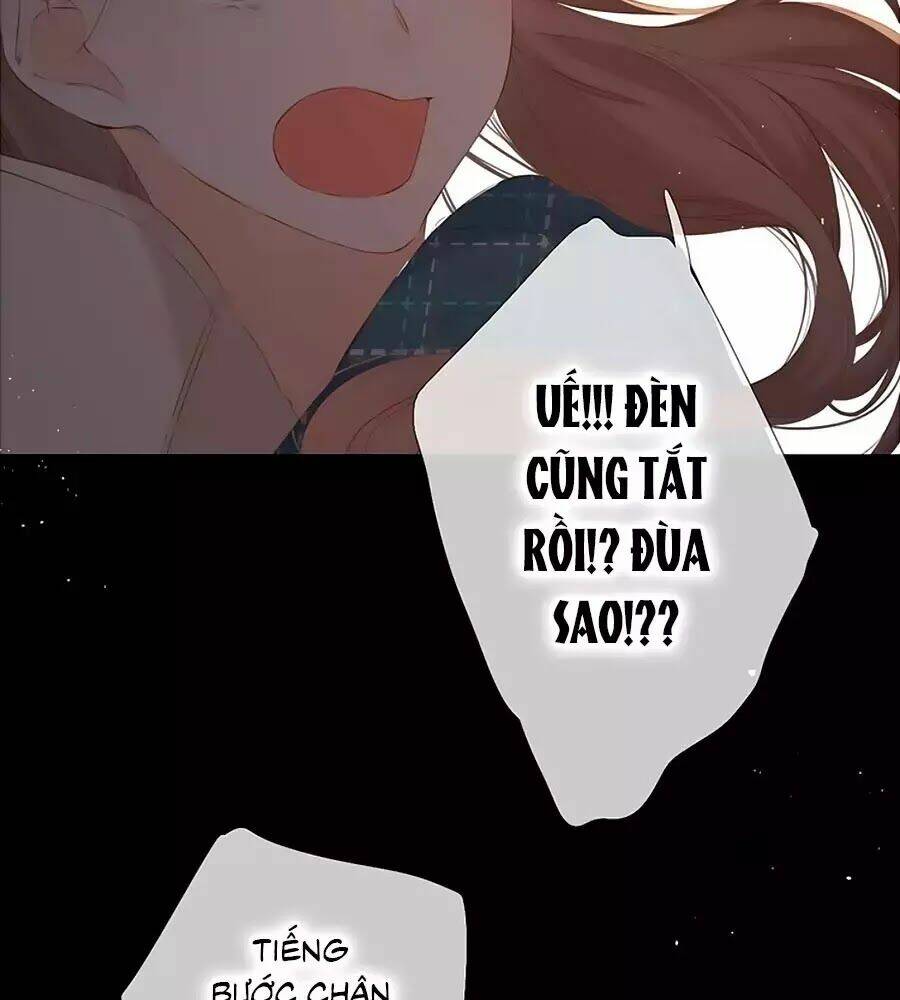 UẾ!!! ĐÈN
CŨNG TẮT
RỒI!? ĐÙA
SAO!??
TIẾNG
BƯỚC CHÂN